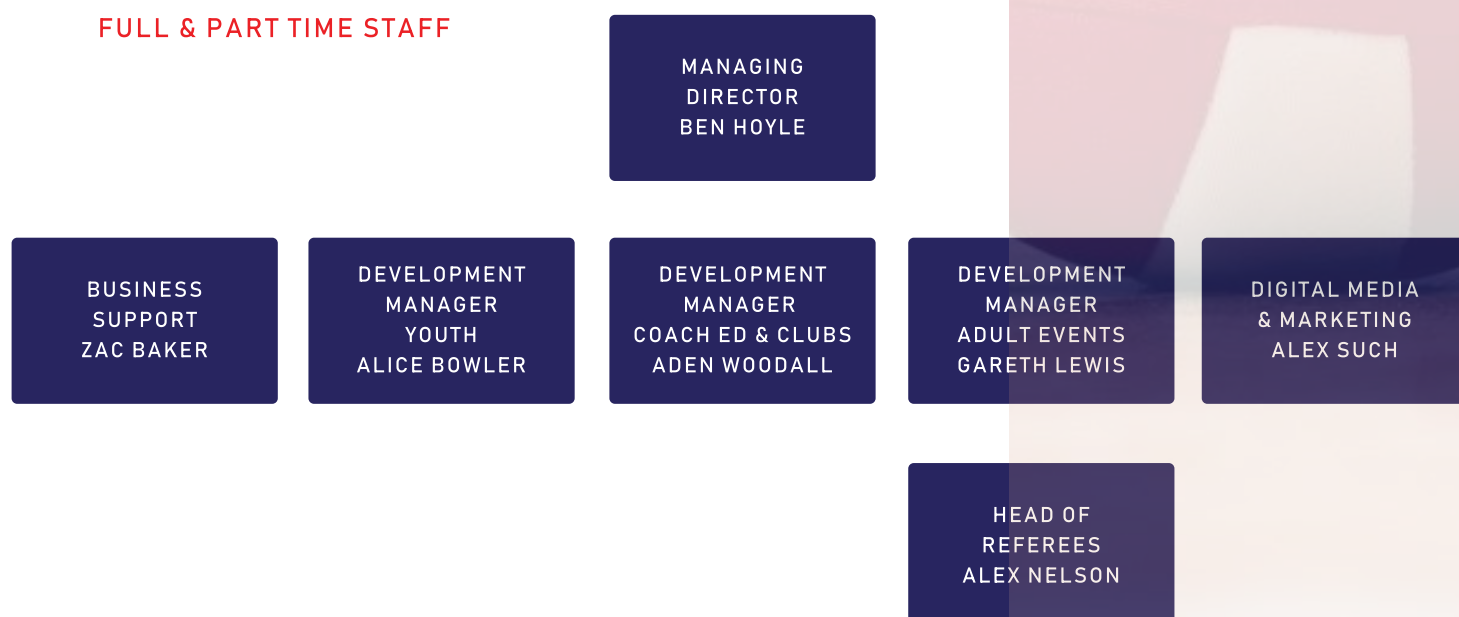 FULL & PART TIME STAFF
MANAGING
DIRECTOR
BEN HOYLE
BUSINESS
SUPPORT
ZAC BAKER
DEVELOPMENT
MANAGER
YOUTH
ALICE BOWLER
DEVELOPMENT
MANAGER
COACH ED & CLUBS
ADEN WOODALL
DEVELOPMENT
MANAGER
ADULT EVENTS
GARETH LEWIS
DIGITAL MEDIA
& MARKETING
ALEX SUCH
HEAD OF
REFEREES
ALEX NELSON